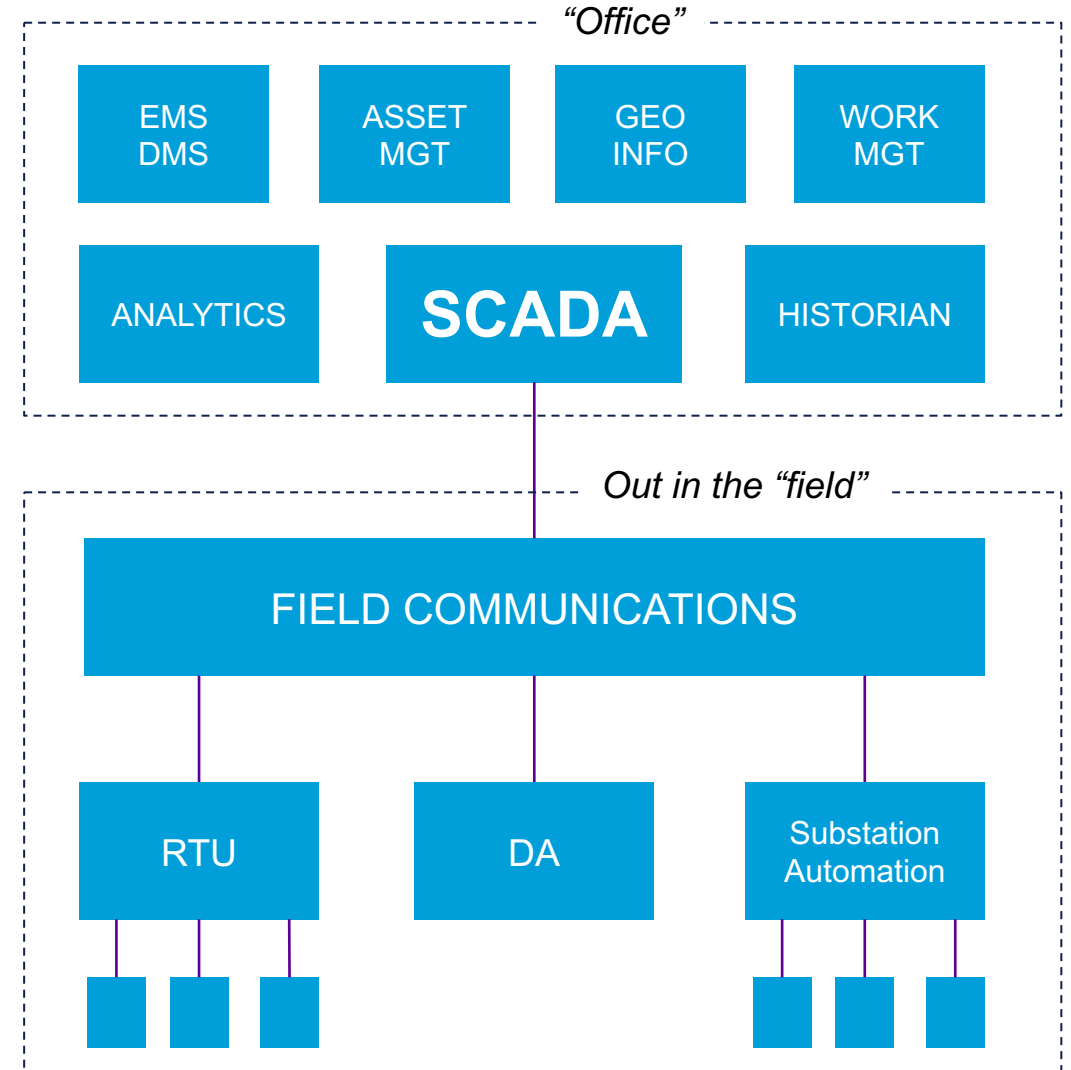 “Office”
EMS
DMS
ASSET
MGT
GEO
INFO
WORK
MGT
ANALYTICS
SCADA
HISTORIAN
Out in the “field”
FIELD COMMUNICATIONS
RTU
DA
Substation
Automation